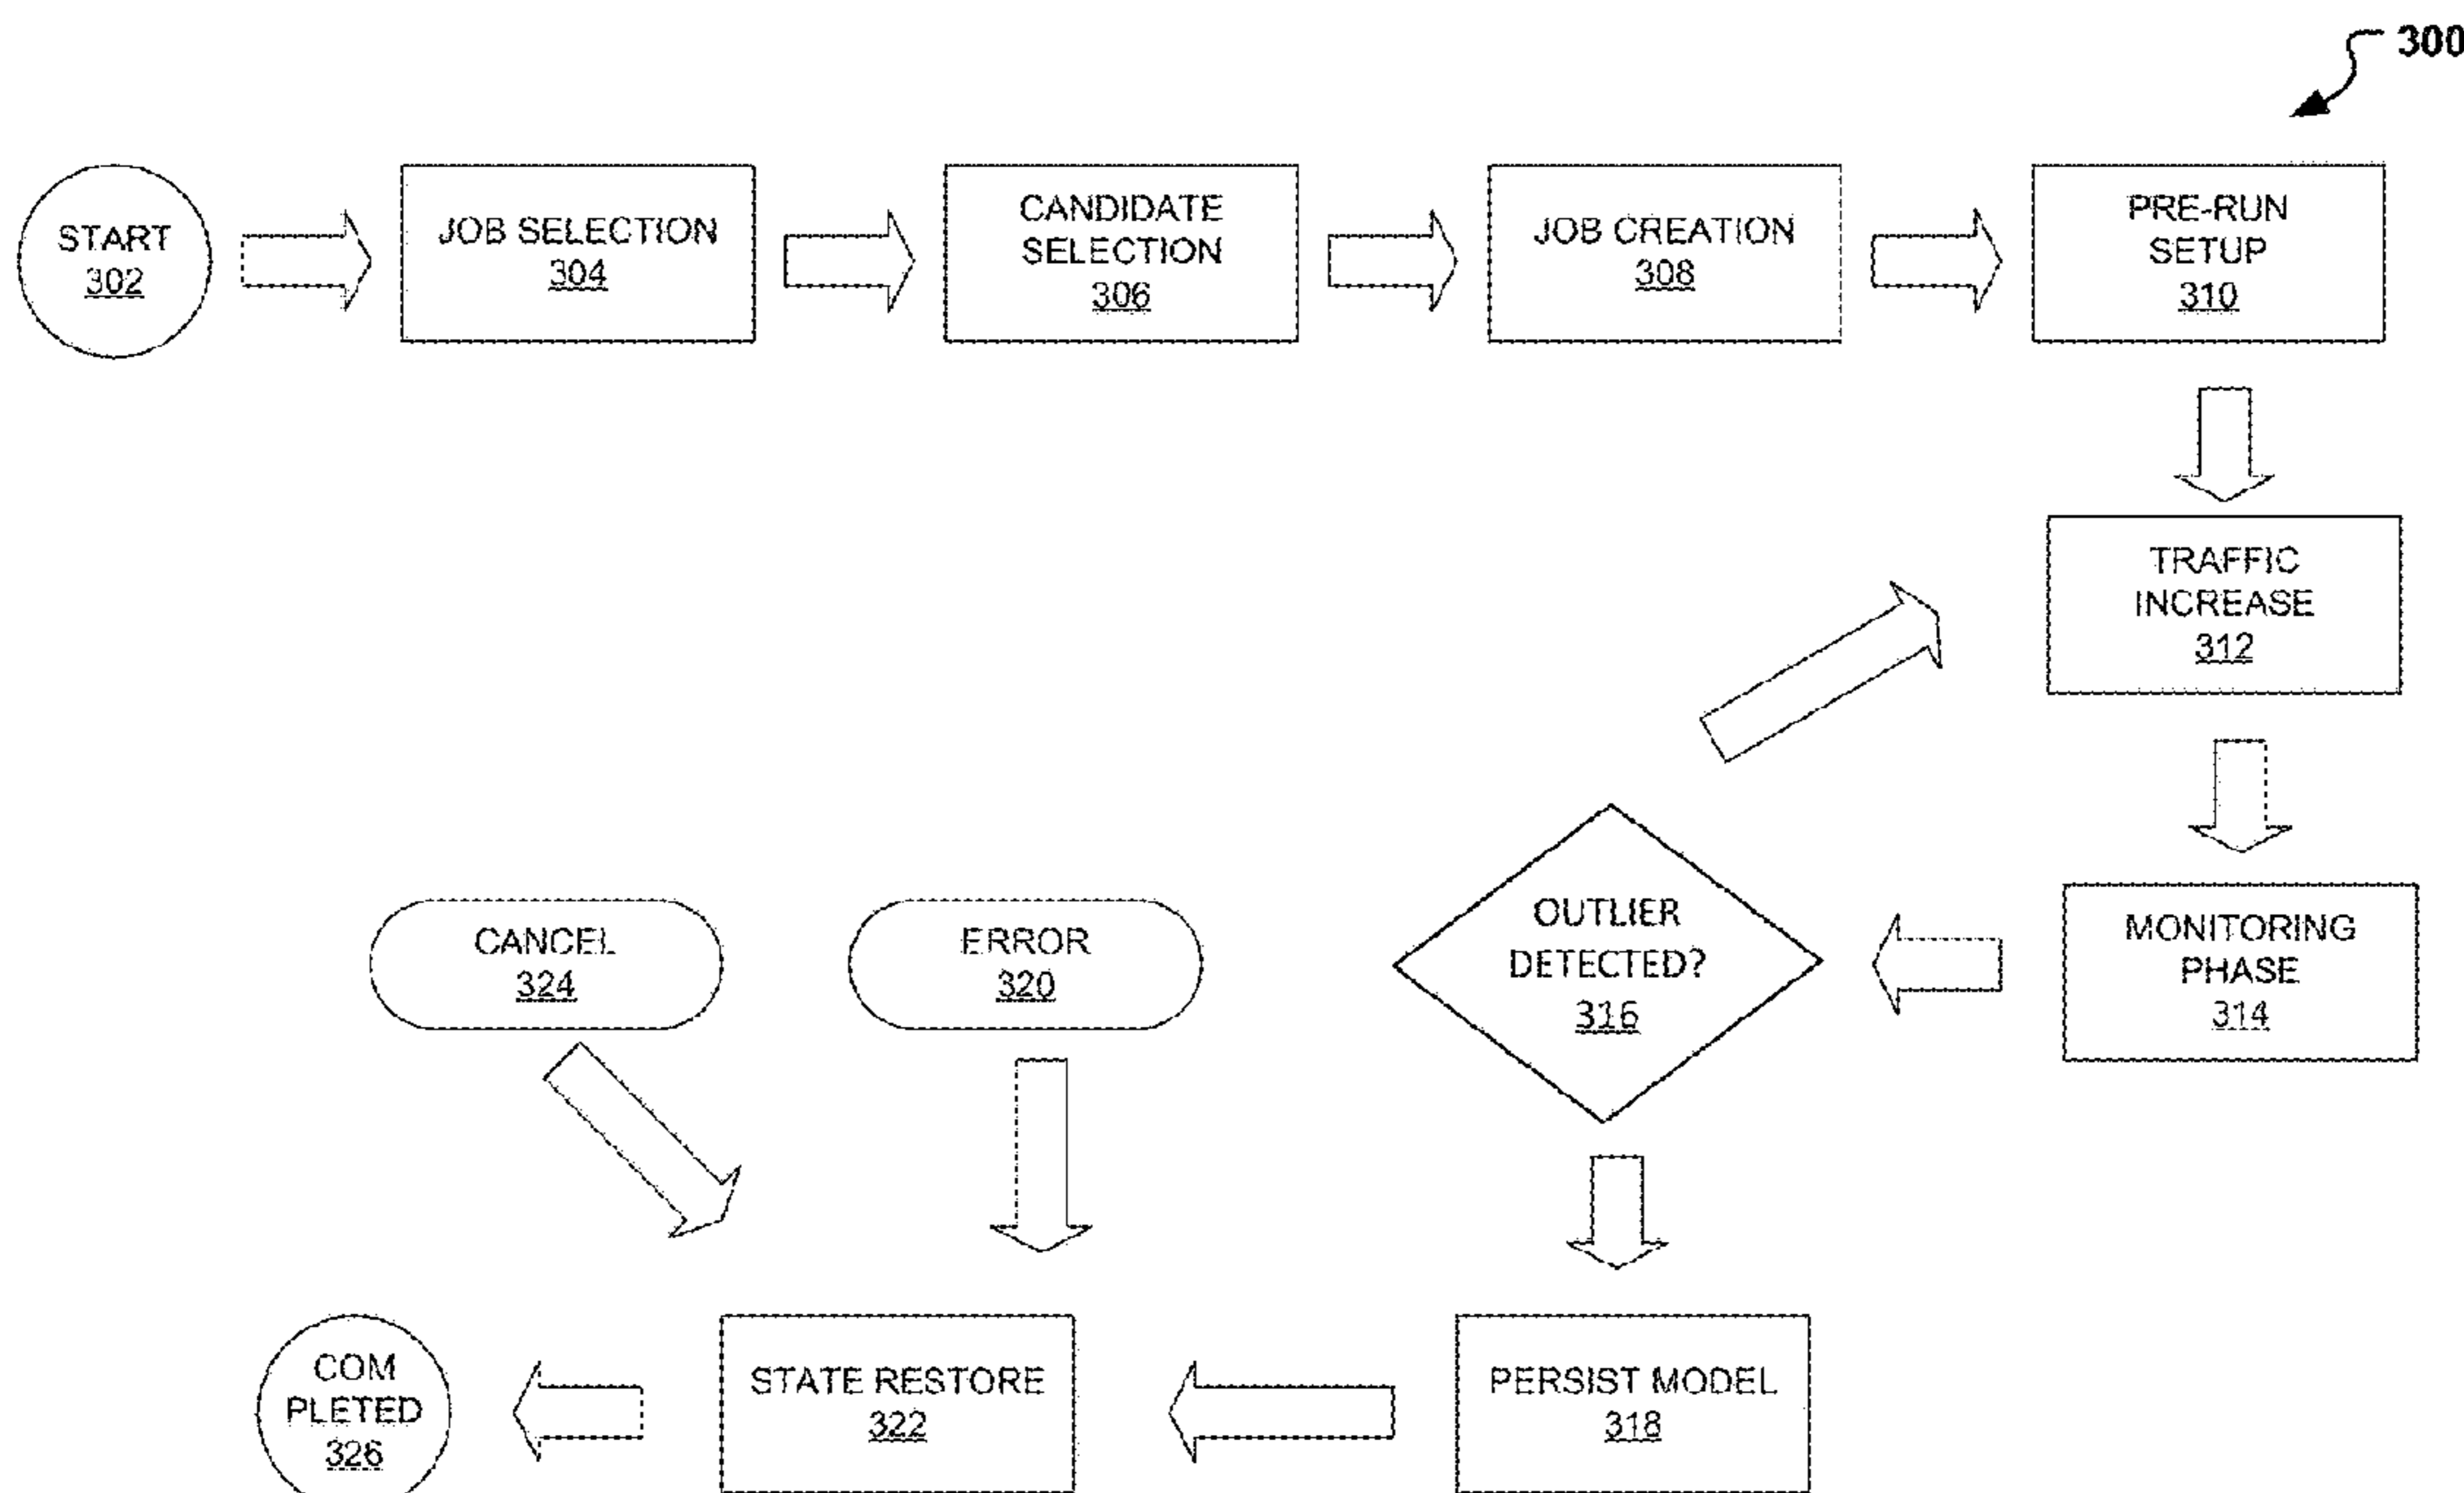 300
START
302
JOB SELECTION
304
CANDIDATE
SELECTION
306
JOB CREATION
308
PRE-RUN
SETUP
310
TRAFFIC
INCREASE
312
MONITORING
PHASE
314
OUTLIER
DETECTED?
316
ERROR
320
CANCEL
324
PERSIST MODEL
318
STATE RESTORE
322
COM
PLETED
326